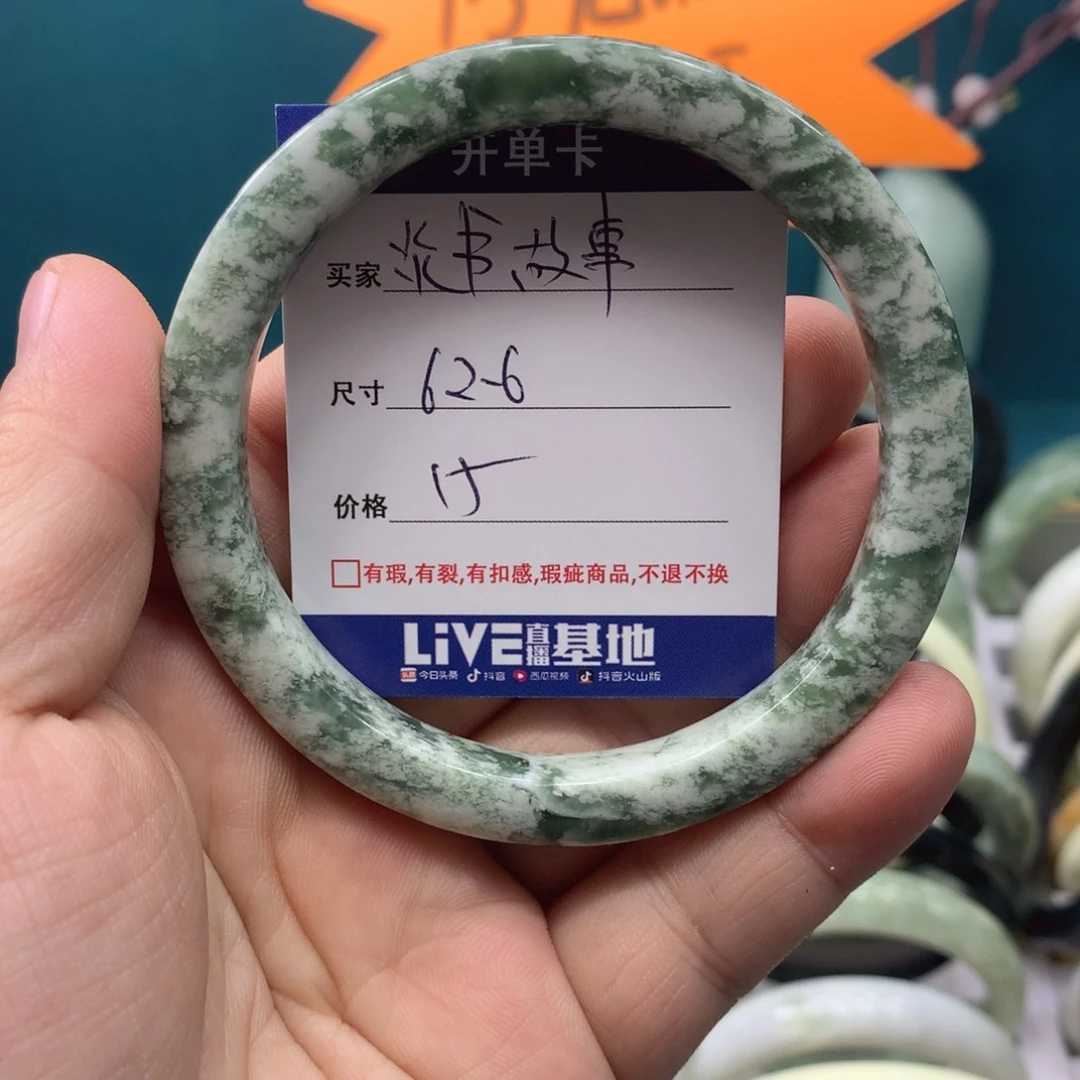 开单卡
买家 故事
尺寸 62-6
价格 15
有瑕,有裂,有扣感,瑕疵商品,不退不换
LiVE直播基地
头条 今日头条 抖音 西瓜视频 抖音火山版